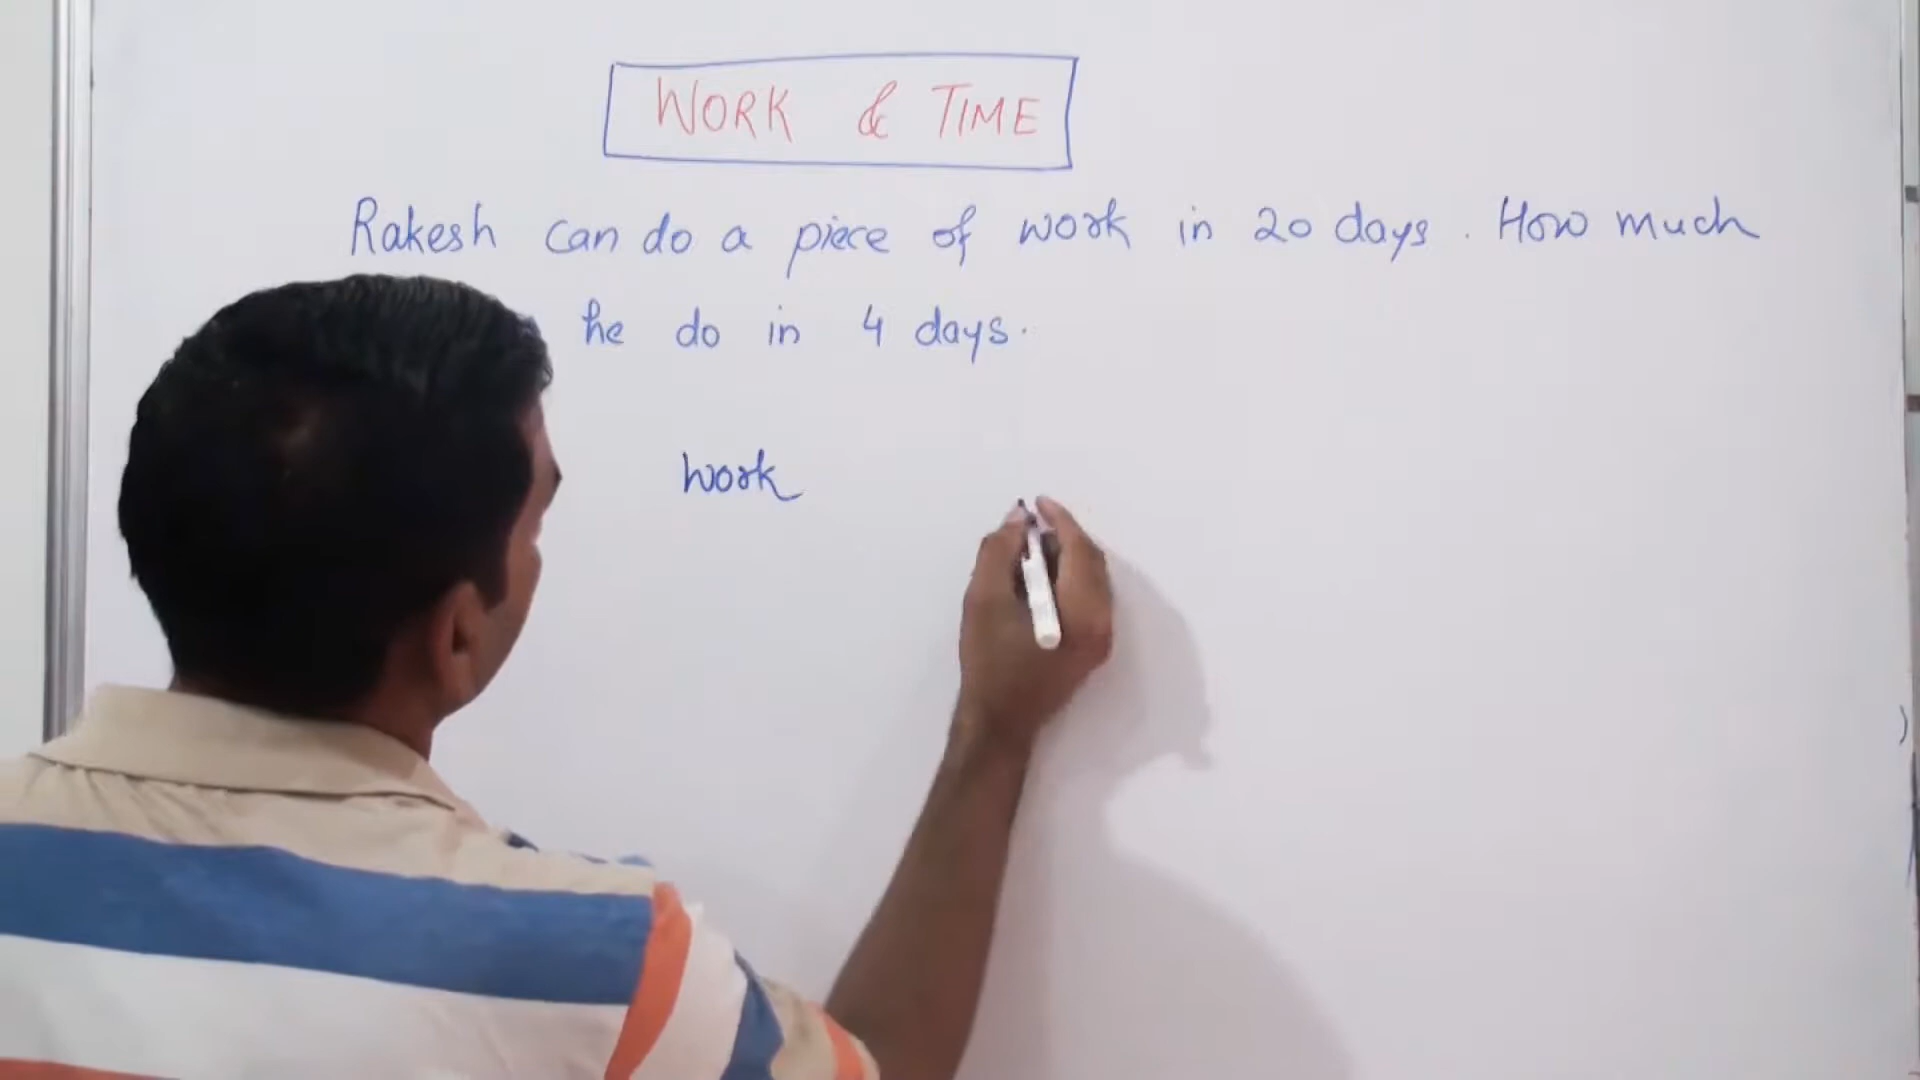 WORK & TIME
Rakesh can do a piece of work in 20 days. How much
he do in 4 days.
Work